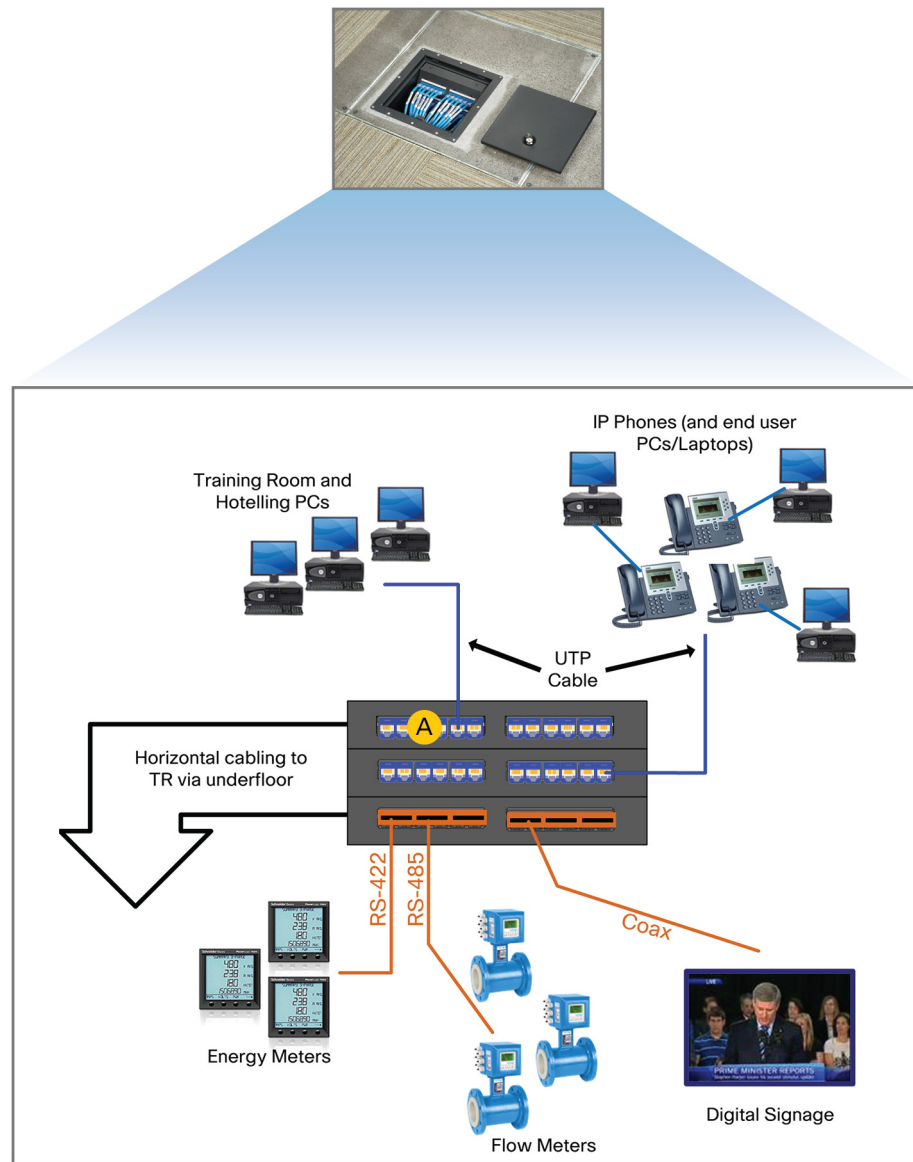 IP Phones (and end user
PCs/Laptops)
Training Room and
Hotelling PCs
UTP
Cable
A
Horizontal cabling to
TR via underfloor
RS-422
RS-485
Coax
Energy Meters
Flow Meters
LIVE
PRIME MINISTER REPORTS
Digital Signage